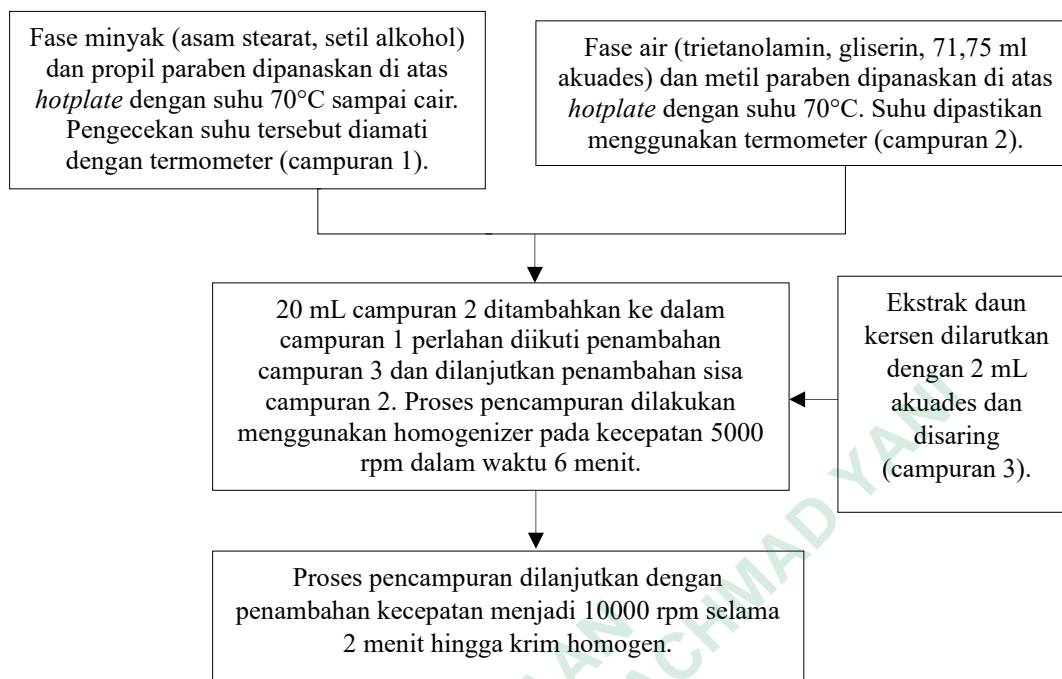 Fase minyak (asam stearat, setil alkohol)
dan propil paraben dipanaskan di atas
hotplate dengan suhu 70°C sampai cair.
Pengecekan suhu tersebut diamati
dengan termometer (campuran 1).
Fase air (trietanolamin, gliserin, 71,75 ml
akuades) dan metil paraben dipanaskan di atas
hotplate dengan suhu 70°C. Suhu dipastikan
menggunakan termometer (campuran 2).
20 mL campuran 2 ditambahkan ke dalam
campuran 1 perlahan diikuti penambahan
campuran 3 dan dilanjutkan penambahan sisa
campuran 2. Proses pencampuran dilakukan
menggunakan homogenizer pada kecepatan 5000
rpm dalam waktu 6 menit.
Ekstrak daun
kersen dilarutkan
dengan 2 mL
akuades dan
disaring
(campuran 3).
Proses pencampuran dilanjutkan dengan
penambahan kecepatan menjadi 10000 rpm selama
2 menit hingga krim homogen.
ACHMAD YANI